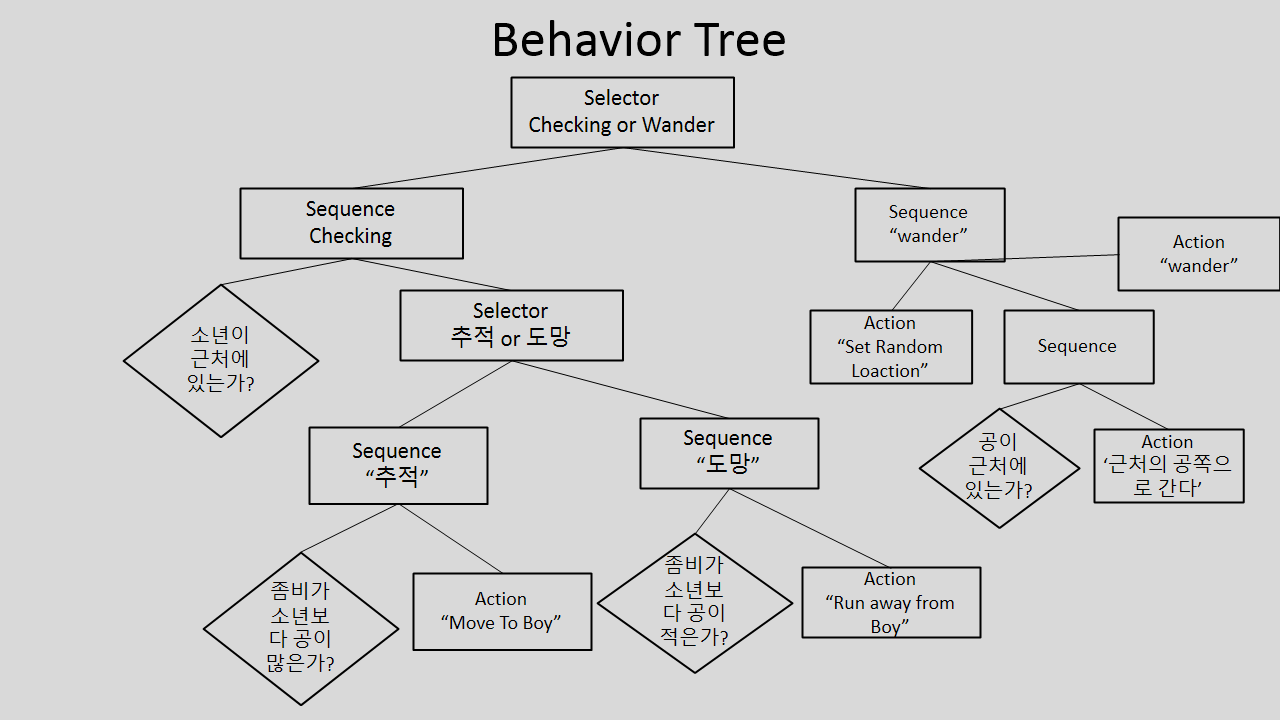 Behavior Tree
Selector
Checking or Wander
Sequence
Checking
Sequence
“wander”
Action
“wander”
소년이
근처에
있는가?
Selector
추적 or 도망
Action
“Set Random
Loaction”
Sequence
Sequence
“추적”
Sequence
“도망”
공이
근처에
있는가?
Action
‘근처의 공쪽으
로 간다’
좀비가
소년보
다 공이
많은가?
Action
“Move To Boy”
좀비가
소년보
다 공이
적은가?
Action
“Run away from
Boy”